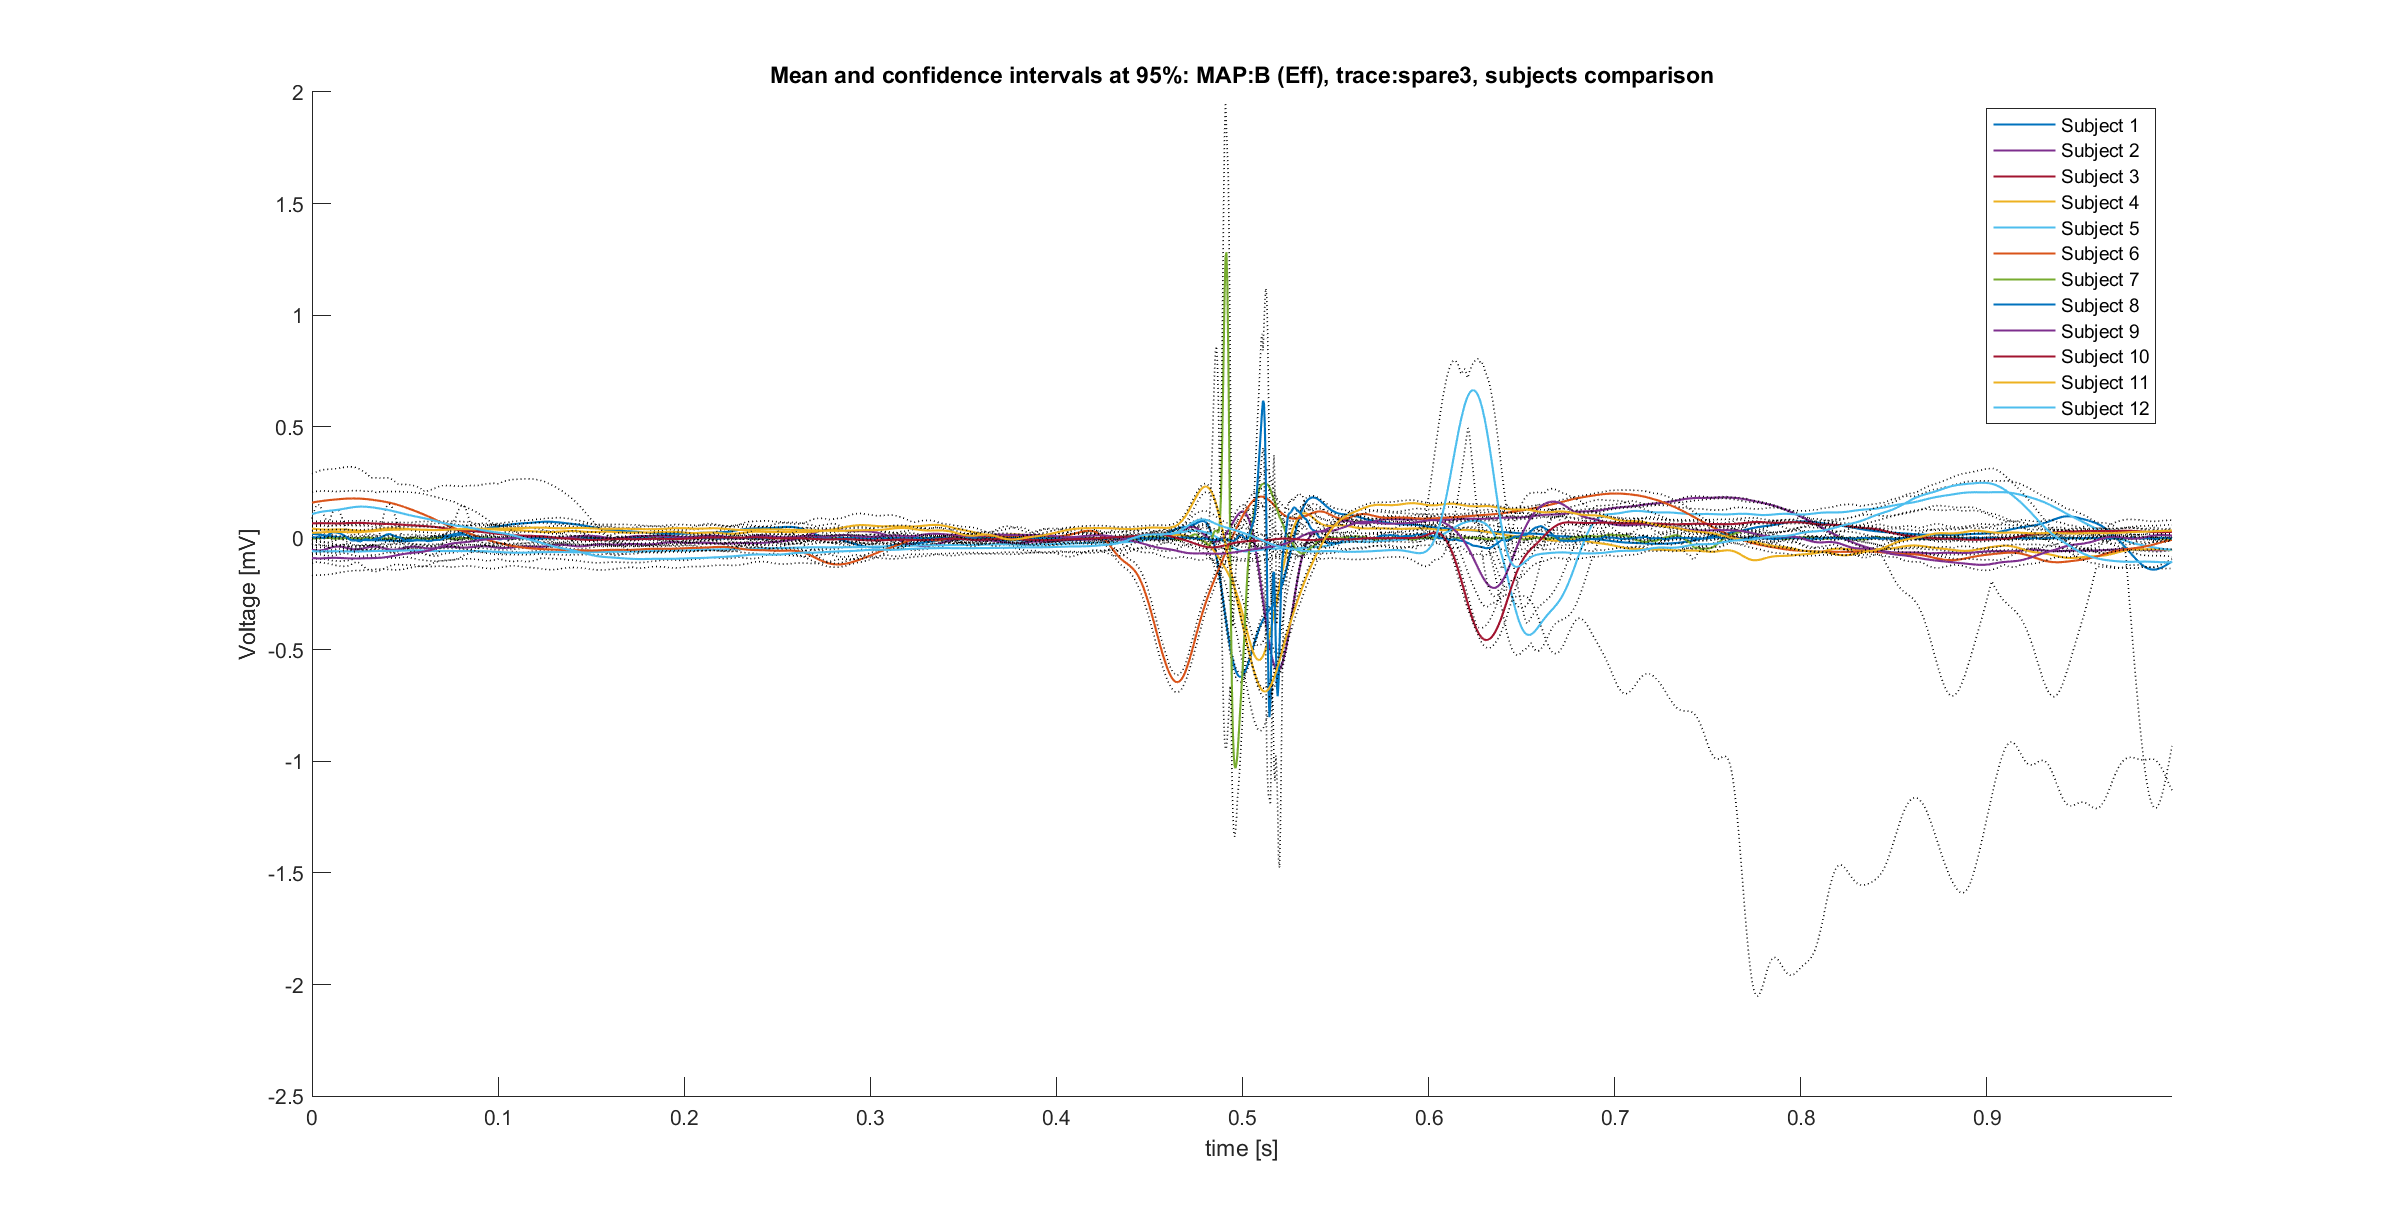 Mean and confidence intervals at 95%: MAP:B (Eff), trace:spare3, subjects comparison
2
1.5
1
0.5
0
-0.5
-1
-1.5
-2
-2.5
Voltage [mV]
Subject 1
Subject 2
Subject 3
Subject 4
Subject 5
Subject 6
Subject 7
Subject 8
Subject 9
Subject 10
Subject 11
Subject 12
0 0.1 0.2 0.3 0.4 0.5 0.6 0.7 0.8 0.9
time [s]